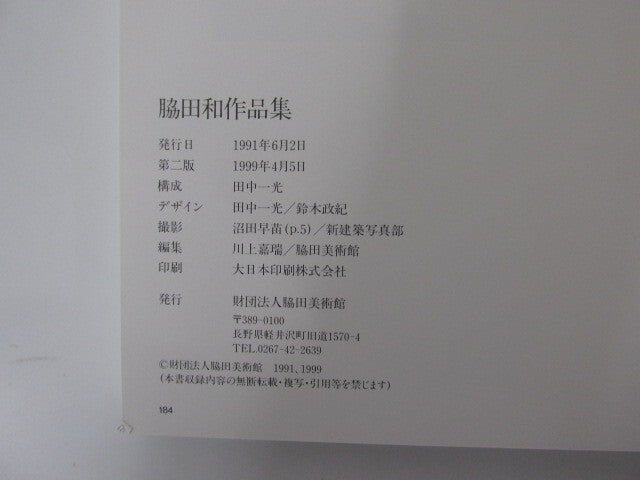 脇田和作品集
発行日 1991年6月2日
第二版 1999年4月5日
構成 田中一光
デザイン 田中一光／鈴木政紀
撮影 沼田早苗(p.5)／新建築写真部
編集 川上嘉瑞／脇田美術館
印刷 大日本印刷株式会社
発行 財団法人脇田美術館
〒389-0100
長野県軽井沢町旧道1570-4
TEL.0267-42-2639
©財団法人脇田美術館 1991、1999
(本書収録内容の無断転載・複写・引用等を禁じます)
184